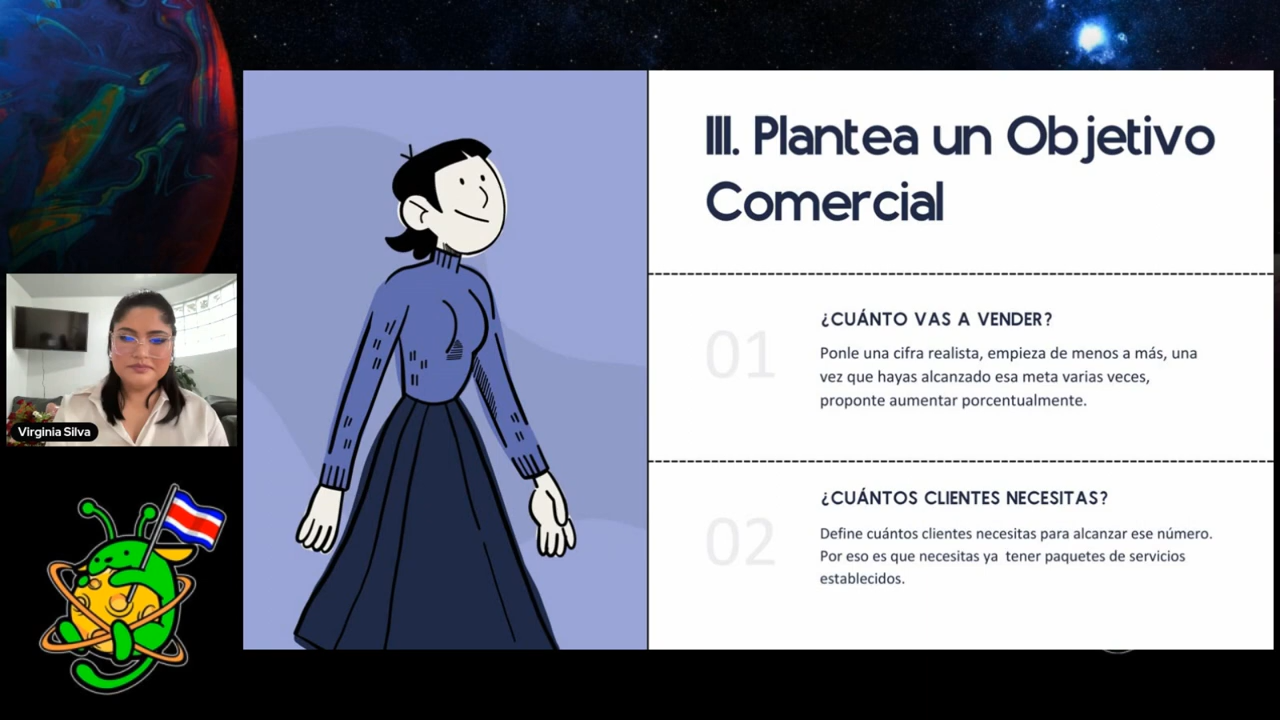 III. Plantea un Objetivo
Comercial
01
¿CUÁNTO VAS A VENDER?
Ponle una cifra realista, empieza de menos a más, una
vez que hayas alcanzado esa meta varias veces,
proponte aumentar porcentualmente.
Virginia Silva
02
¿CUÁNTOS CLIENTES NECESITAS?
Define cuántos clientes necesitas para alcanzar ese número.
Por eso es que necesitas ya tener paquetes de servicios
establecidos.